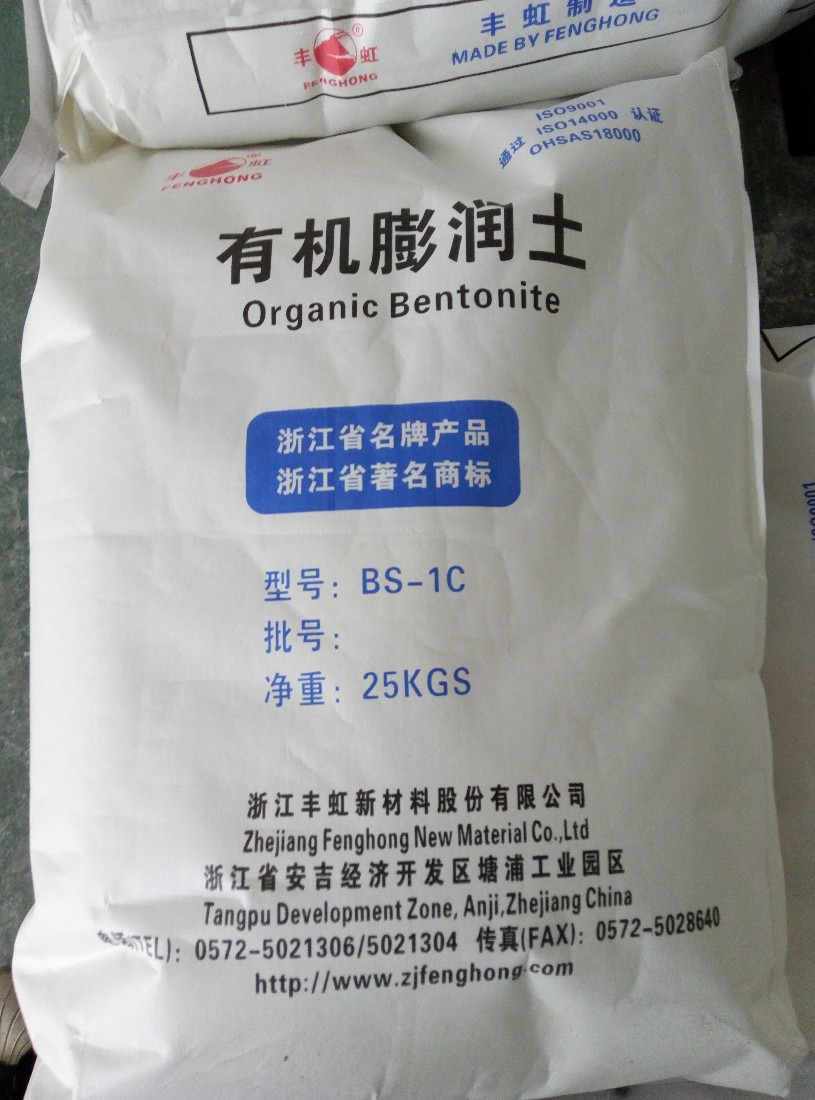 丰虹®
FENGHONG
丰虹制造
MADE BY FENGHONG
丰虹®
FENGHONG
通过 ISO9001
ISO14000 认证
OHSAS18000
有机膨润土
Organic Bentonite
浙江省名牌产品
浙江省著名商标
型号: BS-1C
批号:
净重: 25KGS
浙江丰虹新材料股份有限公司
Zhejiang Fenghong New Material Co.,Ltd
浙江省安吉经济开发区塘浦工业园区
Tangpu Development Zone, Anji,Zhejiang China
(TEL): 0572-5021306/5021304 传真(FAX): 0572-5028640
http://www.zjfenghong.com
ISO9001